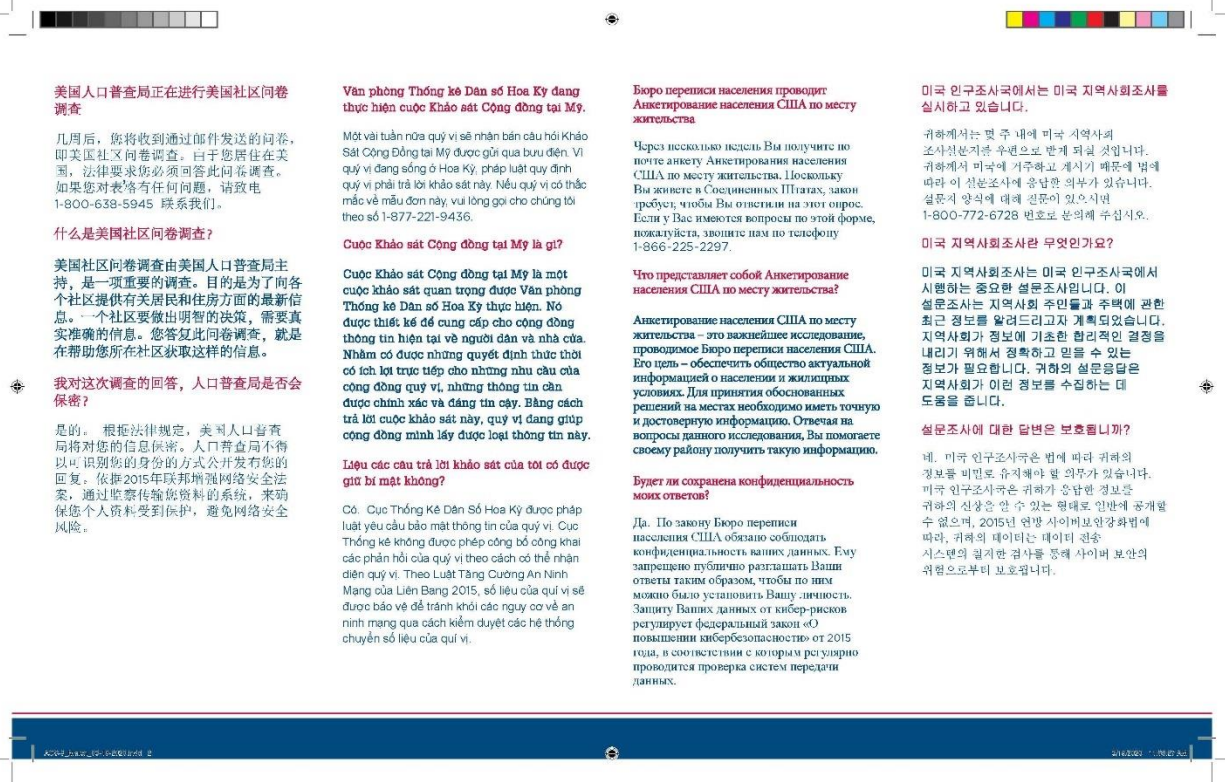 美国人口普查局正在进行美国社区问卷
调查
几周后，您将收到通过邮件发送的问卷，
即美国社区问卷调查。由于您居住在美
国，法律要求您必须回答此问卷调查。
如果您对表格有任何问题，请致电
1-800-638-5945 联系我们。
什么是美国社区问卷调查?
美国社区问卷调查由美国人口普查局主
持，是一项重要的调查。目的是为了向各
个社区提供有关居民和住房方面的最新信
息。一个社区要做出明智的决策，需要真
实准确的信息。您答复此问卷调查，就是
在帮助您所在社区获取这样的信息。
我对这次调查的回答，人口普查局是否会
保密?
是的。 根据法律规定，美国人口普查
局将对您的信息保密。人口普查局不得
以可识别您的身份的方式公开发布您的
回复。依据2015年联邦增强网络安全法
案，通过监察传输您资料的系统，来确
保您个人资料受到保护，避免网络安全
风险。
Văn phòng Thống kê Dân số Hoa Kỳ đang
thực hiện cuộc Khảo sát Cộng đồng tại Mỹ.
Một vài tuần nữa quý vị sẽ nhận bản câu hỏi Khảo
Sát Cộng Đồng tại Mỹ được gửi qua bưu điện. Vì
quý vị đang sống ở Hoa Kỳ, pháp luật quy định
quý vị phải trả lời khảo sát này. Nếu quý vị có thắc
mắc về mẫu đơn này, vui lòng gọi cho chúng tôi
theo số 1-877-221-9436.
Cuộc Khảo sát Cộng đồng tại Mỹ là gì?
Cuộc Khảo sát Cộng đồng tại Mỹ là một
cuộc khảo sát quan trọng được Văn phòng
Thống kê Dân số Hoa Kỳ thực hiện. Nó
được thiết kế để cung cấp cho cộng đồng
thông tin hiện tại về người dân và nhà cửa.
Nhằm có được những quyết định thức thời
có ích lợi trực tiếp cho những nhu cầu của
cộng đồng quý vị, những thông tin cần
được chính xác và đáng tin cậy. Bằng cách
trả lời cuộc khảo sát này, quý vị đang giúp
cộng đồng mình lấy được loại thông tin này.
Liệu các câu trả lời khảo sát của tôi có được
giữ bí mật không?
Có. Cục Thống Kê Dân Số Hoa Kỳ được pháp
luật yêu cầu bảo mật thông tin của quý vị. Cục
Thống kê không được phép công bố công khai
các phản hồi của quý vị theo cách có thể nhận
diện quý vị. Theo Luật Tăng Cường An Ninh
Mạng của Liên Bang 2015, số liệu của quí vị sẽ
được bảo vệ để tránh khỏi các nguy cơ về an
ninh mạng qua cách kiểm duyệt các hệ thống
chuyển số liệu của quí vị.
Бюро переписи населения проводит
Анкетирование населения США по месту
жительства
Через несколько недель Вы получите по
почте анкету Анкетирования населения
США по месту жительства. Поскольку
Вы живете в Соединенных Штатах, закон
требует, чтобы Вы ответили на этот опрос.
Если у Вас имеются вопросы по этой форме,
пожалуйста, звоните нам по телефону
1-866-225-2297.
Что представляет собой Анкетирование
населения США по месту жительства?
Анкетирование населения США по месту
жительства – это важнейшее исследование,
проводимое Бюро переписи населения США.
Его цель – обеспечить общество актуальной
информацией о населении и жилищных
условиях. Для принятия обоснованных
решений на местах необходимо иметь точную
и достоверную информацию. Отвечая на
вопросы данного исследования, Вы помогаете
своему району получить такую информацию.
Будет ли сохранена конфиденциальность
моих ответов?
Да. По закону Бюро переписи
населения США обязано соблюдать
конфиденциальность ваших данных. Ему
запрещено публично разглашать Ваши
ответы таким образом, чтобы по ним
можно было установить Вашу личность.
Защиту Ваших данных от кибер-рисков
регулирует федеральный закон «О
повышении кибербезопасности» от 2015
года, в соответствии с которым регулярно
проводится проверка систем передачи
данных.
미국 인구조사국에서는 미국 지역사회조사를
실시하고 있습니다.
귀하께서는 몇 주 내에 미국 지역사회
조사설문지를 우편으로 받게 되실 것입니다.
귀하께서 미국에 거주하고 계시기 때문에 법에
따라 이 설문조사에 응답할 의무가 있습니다.
설문지 양식에 대해 질문이 있으시면
1-800-772-6728 번호로 문의해 주십시오.
미국 지역사회조사란 무엇인가요?
미국 지역사회조사는 미국 인구조사국에서
시행하는 중요한 설문조사입니다. 이
설문조사는 지역사회 주민들과 주택에 관한
최근 정보를 알려드리고자 계획되었습니다.
지역사회가 정보에 기초한 합리적인 결정을
내리기 위해서 정확하고 믿을 수 있는
정보가 필요합니다. 귀하의 설문응답은
지역사회가 이런 정보를 수집하는 데
도움을 줍니다.
설문조사에 대한 답변은 보호됩니까?
네. 미국 인구조사국은 법에 따라 귀하의
정보를 비밀로 유지해야 할 의무가 있습니다.
미국 인구조사국은 귀하가 응답한 정보를
귀하의 신상을 알 수 있는 형태로 일반에 공개할
수 없으며, 2015년 연방 사이버보안강화법에
따라, 귀하의 데이터는 데이터 전송
시스템의 철저한 검사를 통해 사이버 보안의
위험으로부터 보호됩니다.